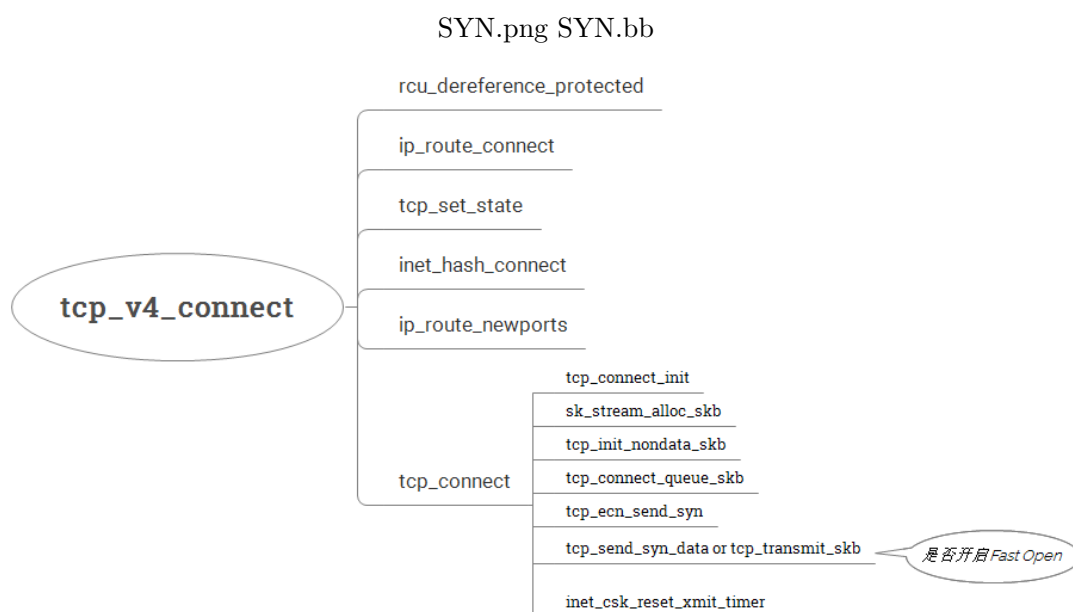 SYN.png SYN.bb
rcu_dereference_protected
ip_route_connect
tcp_set_state
inet_hash_connect
tcp_v4_connect
ip_route_newports
tcp_connect_init
sk_stream_alloc_skb
tcp_init_nondata_skb
tcp_connect_queue_skb
tcp_connect
tcp_ecn_send_syn
tcp_send_syn_data or tcp_transmit_skb
是否开启Fast Open
inet_csk_reset_xmit_timer